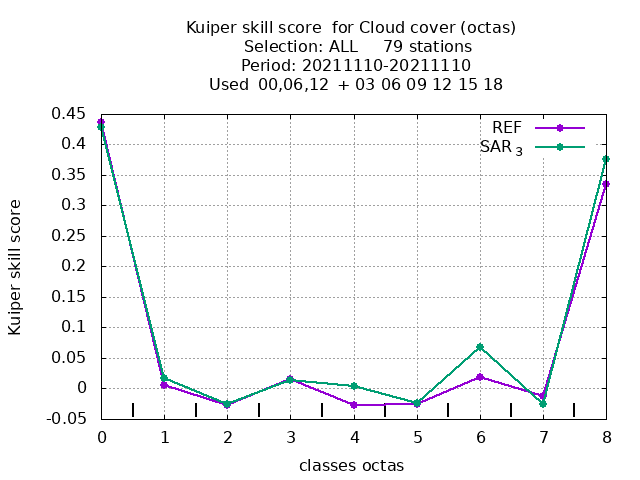 Kuiper skill score  for Cloud cover (octas)
Selection: ALL     79 stations
Period: 20211110-20211110
Used  00,06,12  + 03 06 09 12 15 18
REF
SAR 3
0.45
0.4
0.35
0.3
0.25
0.2
0.15
0.1
0.05
0
-0.05
Kuiper skill score
0 1 2 3 4 5 6 7 8
classes octas